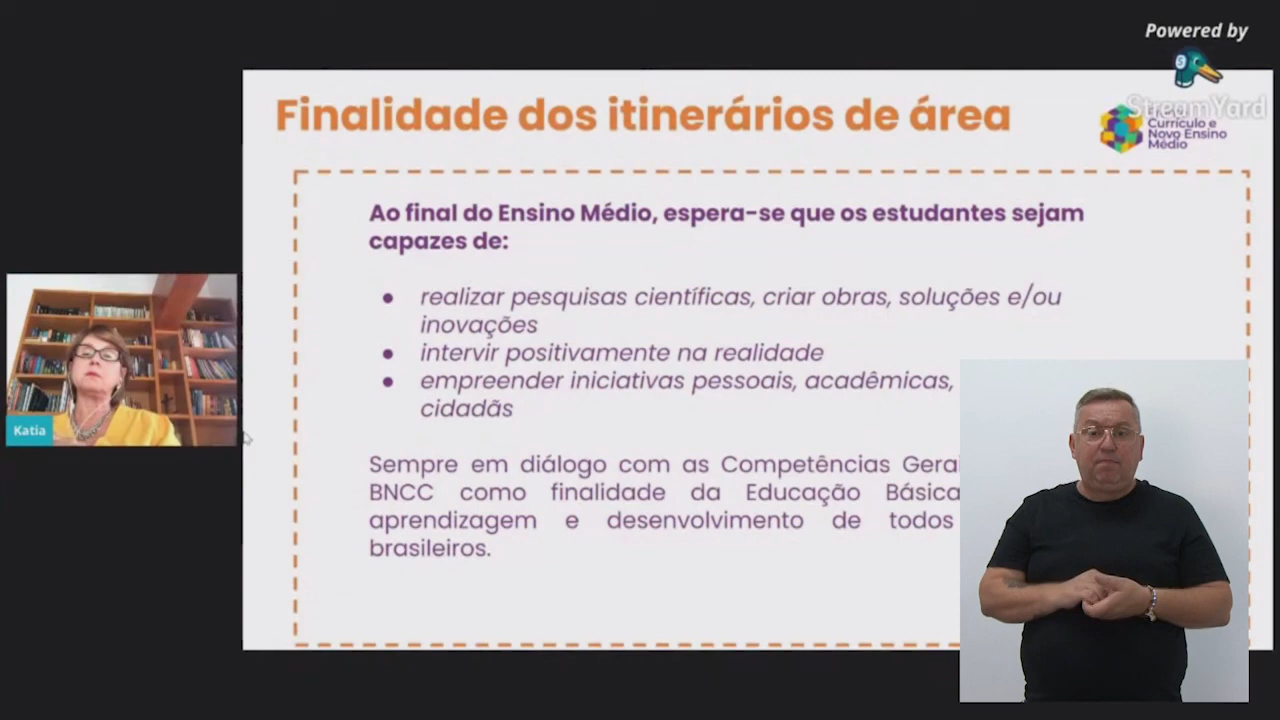 Powered by
StreamYard
Finalidade dos itinerários de área
Currículo e
Novo Ensino
Médio
Ao final do Ensino Médio, espera-se que os estudantes sejam
capazes de:
● realizar pesquisas científicas, criar obras, soluções e/ou
inovações
● intervir positivamente na realidade
● empreender iniciativas pessoais, acadêmicas,
cidadãs
Sempre em diálogo com as Competências
BNCC como finalidade da Educação Básica
aprendizagem e desenvolvimento de todos
brasileiros.
Katia